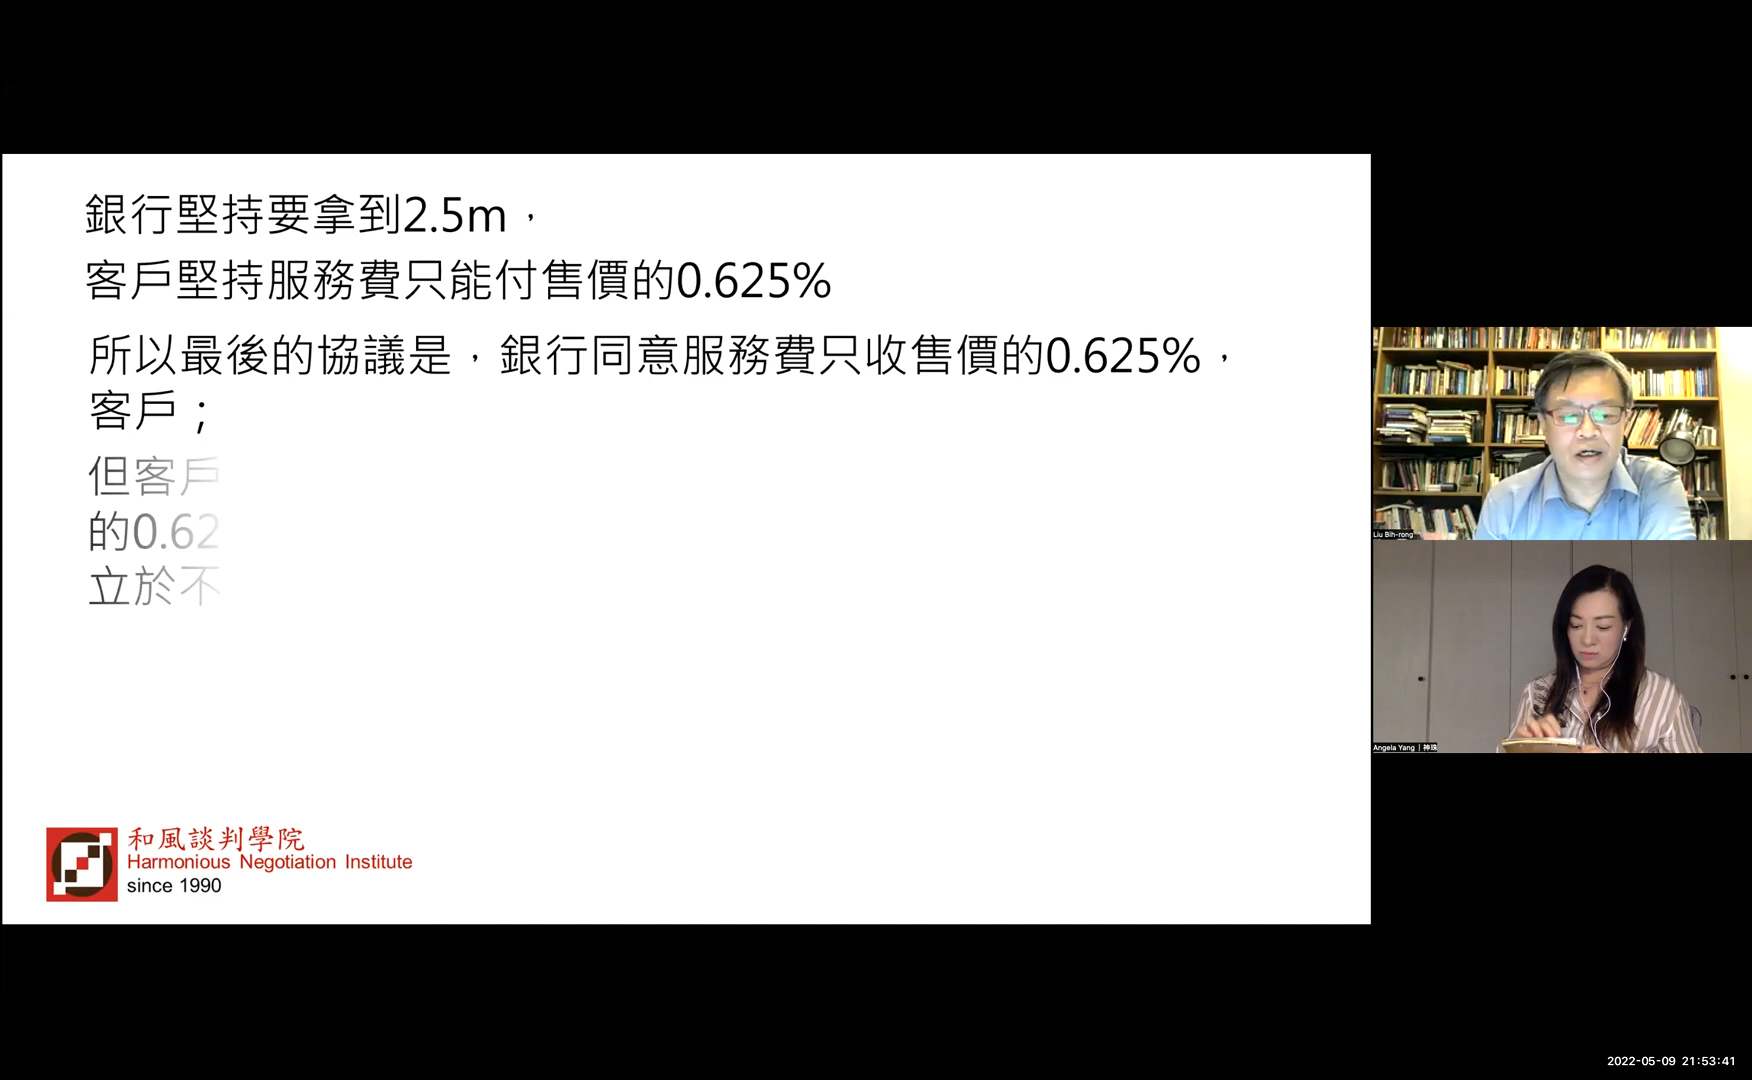 銀行堅持要拿到2.5m，
客戶堅持服務費只能付售價的0.625%
所以最後的協議是，銀行同意服務費只收售價的0.625%，
客戶；
但客戶
的0.62
立於不
和風談判學院
Harmonious Negotiation Institute
since 1990
Liu Bih-rong
Angela Yang | 神珠
2022-05-09 21:53:41